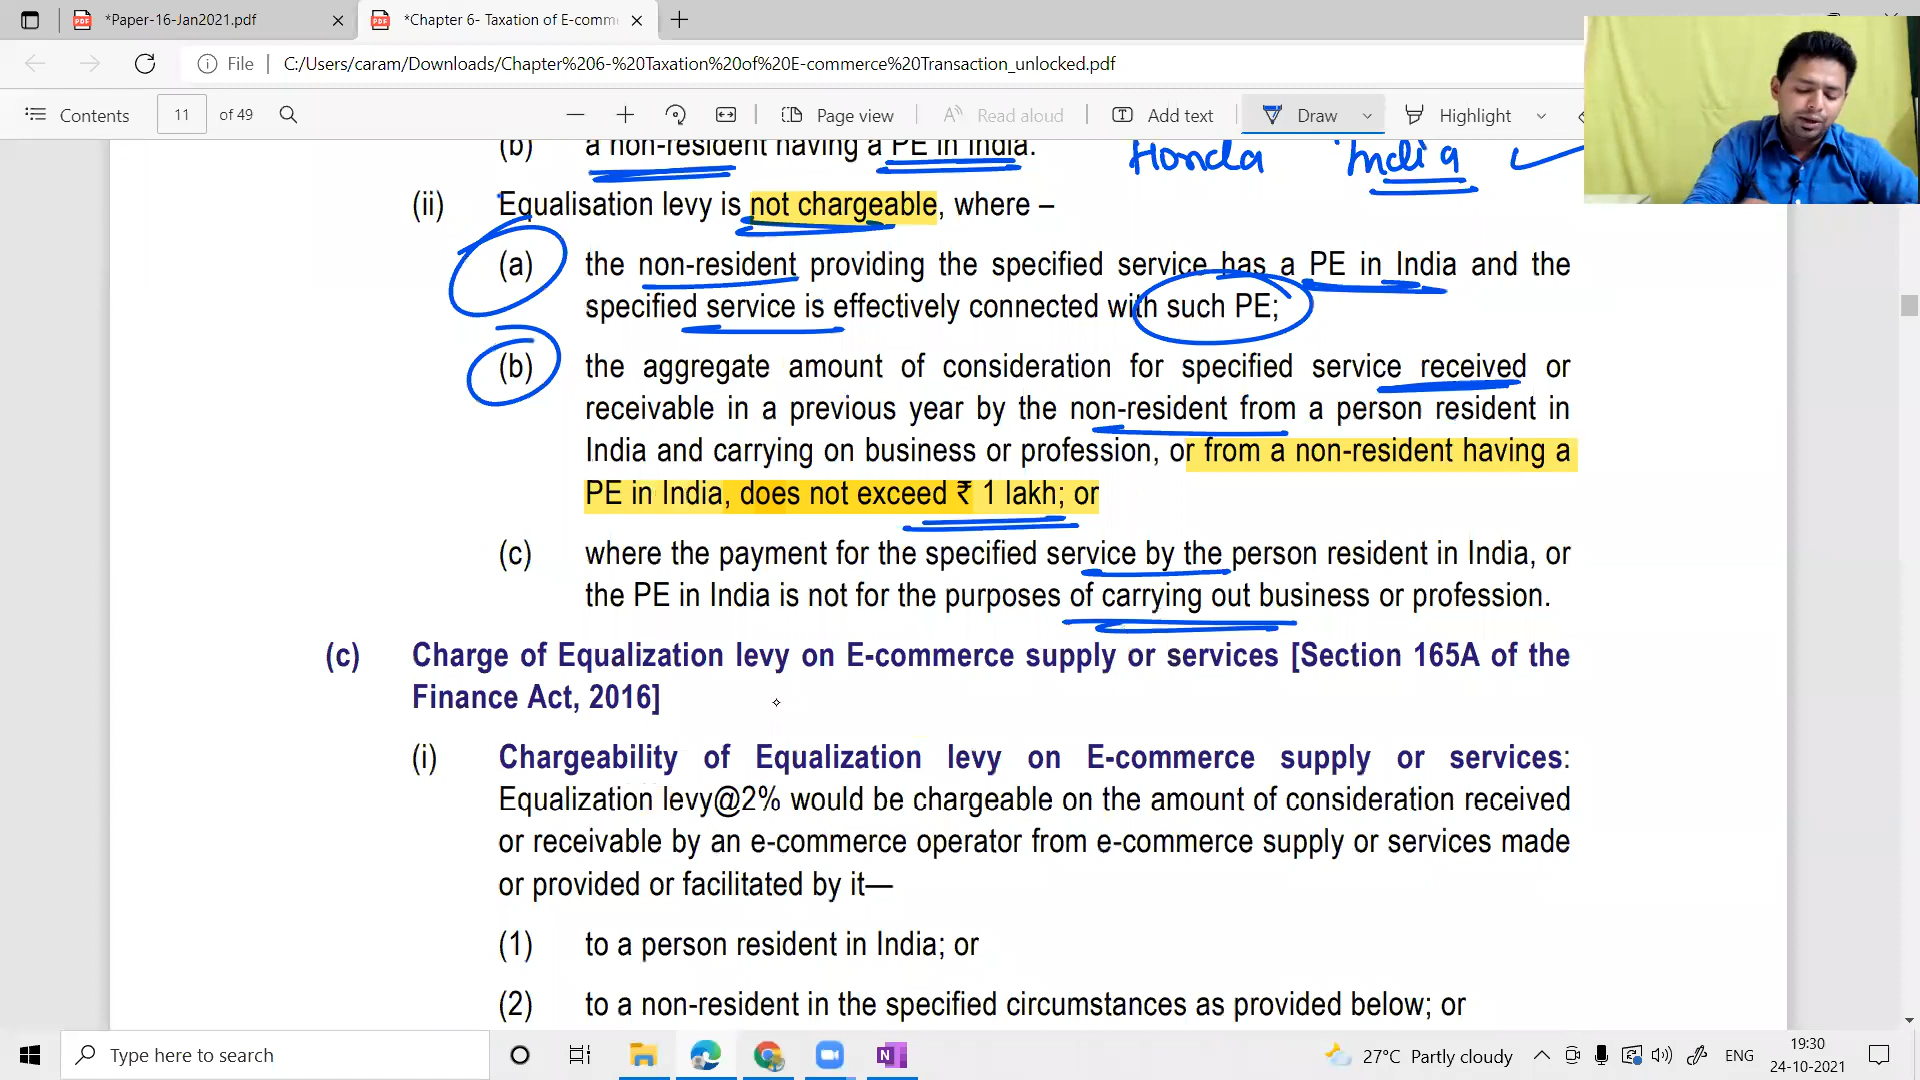 *Paper-16-Jan2021.pdf
*Chapter 6- Taxation of E-comm
File
C:/Users/caram/Downloads/Chapter%206-%20Taxation%20of%20E-commerce%20Transaction_unlocked.pdf
Contents 11 of 49 Page view Read aloud Add text Draw Highlight
(b) a non-resident having a PE in India. Honda India
(ii) Equalisation levy is not chargeable, where –
(a) the non-resident providing the specified service has a PE in India and the
specified service is effectively connected with such PE;
(b) the aggregate amount of consideration for specified service received or
receivable in a previous year by the non-resident from a person resident in
India and carrying on business or profession, or from a non-resident having a
PE in India, does not exceed ₹ 1 lakh; or
(c) where the payment for the specified service by the person resident in India, or
the PE in India is not for the purposes of carrying out business or profession.
(c) Charge of Equalization levy on E-commerce supply or services [Section 165A of the
Finance Act, 2016]
(i) Chargeability of Equalization levy on E-commerce supply or services:
Equalization levy@2% would be chargeable on the amount of consideration received
or receivable by an e-commerce operator from e-commerce supply or services made
or provided or facilitated by it—
(1) to a person resident in India; or
(2) to a non-resident in the specified circumstances as provided below; or
Type here to search
27°C Partly cloudy
ENG
19:30
24-10-2021